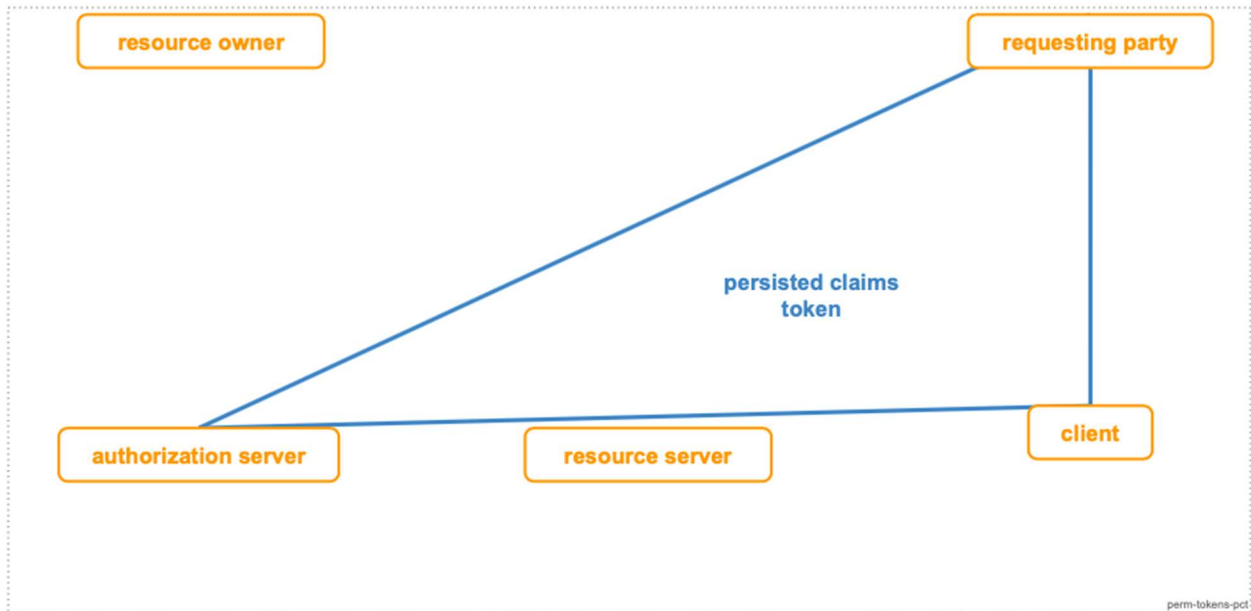 resource owner
requesting party
persisted claims
token
authorization server
resource server
client
perm-tokens-pct